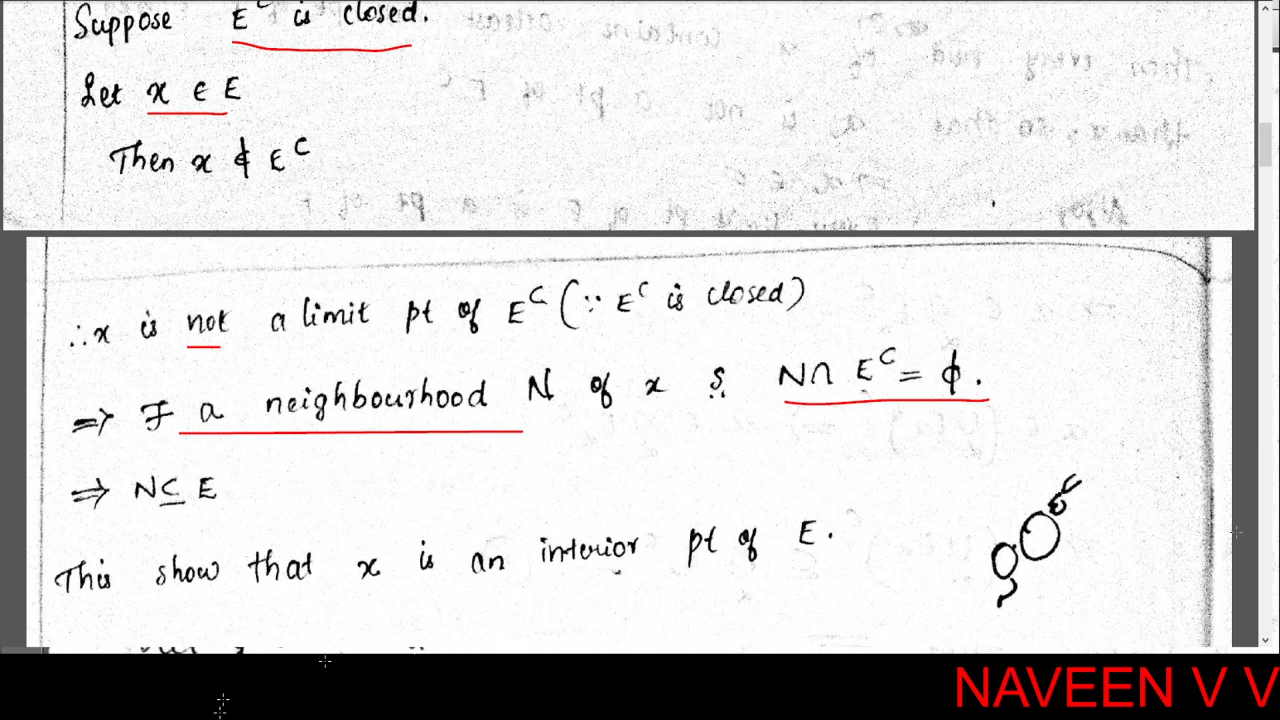 Suppose E^C is closed.
Let x ∈ E
Then x ∉ E^C
∴ x is not a limit pt of E^C (∵ E^C is closed)
⇒ ∃ a neighbourhood N of x s. N∩ E^C = ϕ.
⇒ N ⊆ E
This show that x is an interior pt of E.
NAVEEN V V